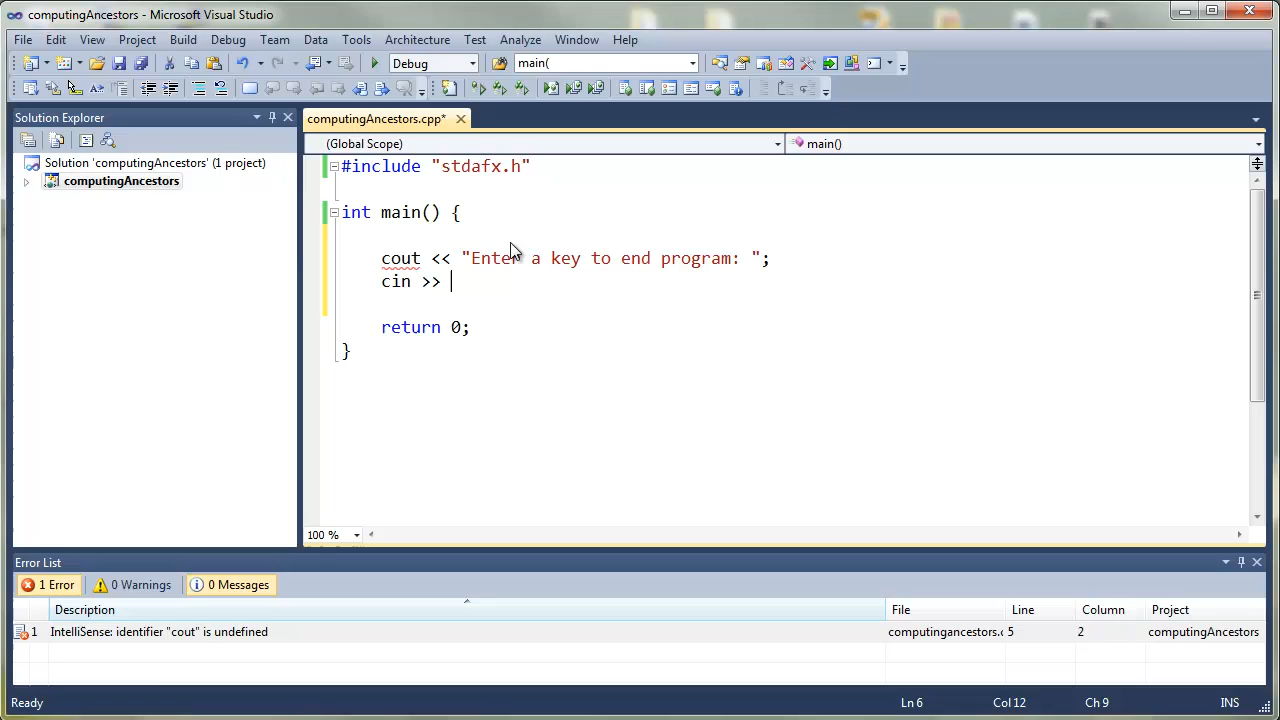 computingAncestors - Microsoft Visual Studio
File Edit View Project Build Debug Team Data Tools Architecture Test Analyze Window Help
Debug main(
Solution Explorer
computingAncestors.cpp*
(Global Scope) main()
Solution 'computingAncestors' (1 project)
computingAncestors
#include "stdafx.h"
int main() {
cout << "Enter a key to end program: ";
cin >>
return 0;
}
100 %
Error List
1 Error 0 Warnings 0 Messages
Description File Line Column Project
1 IntelliSense: identifier "cout" is undefined computingancestors.c 5 2 computingAncestors
Ready Ln 6 Col 12 Ch 9 INS